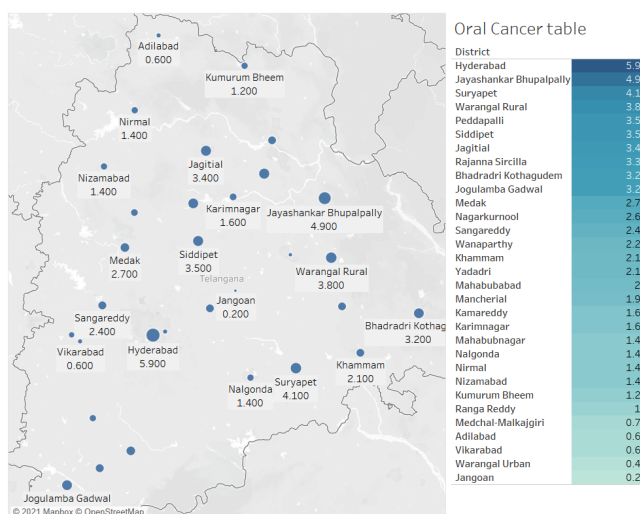 Adilabad
0.600
Kumurum Bheem
1.200
Nirmal
1.400
Jagitial
3.400
Nizamabad
1.400
Karimnagar
1.600
Jayashankar Bhupalpally
4.900
Siddipet
3.500
Medak
2.700
Telangana
Warangal Rural
3.800
Jangoan
0.200
Sangareddy
2.400
Bhadradri Kothag
3.200
Vikarabad
0.600
Hyderabad
5.900
Khammam
2.100
Nalgonda
1.400
Suryapet
4.100
Jogulamba Gadwal
© 2021 Mapbox © OpenStreetMap
Oral Cancer table
District
Hyderabad 5.9
Jayashankar Bhupalpally 4.9
Suryapet 4.1
Warangal Rural 3.8
Peddapalli 3.5
Siddipet 3.5
Jagitial 3.4
Rajanna Sircilla 3.3
Bhadradri Kothagudem 3.2
Jogulamba Gadwal 3.2
Medak 2.7
Nagarkurnool 2.6
Sangareddy 2.4
Wanaparthy 2.2
Khammam 2.1
Yadadri 2.1
Mahabubabad 2
Mancherial 1.9
Kamareddy 1.6
Karimnagar 1.6
Mahabubnagar 1.4
Nalgonda 1.4
Nirmal 1.4
Nizamabad 1.4
Kumurum Bheem 1.2
Ranga Reddy 1
Medchal-Malkajgiri 0.7
Adilabad 0.6
Vikarabad 0.6
Warangal Urban 0.4
Jangoan 0.2